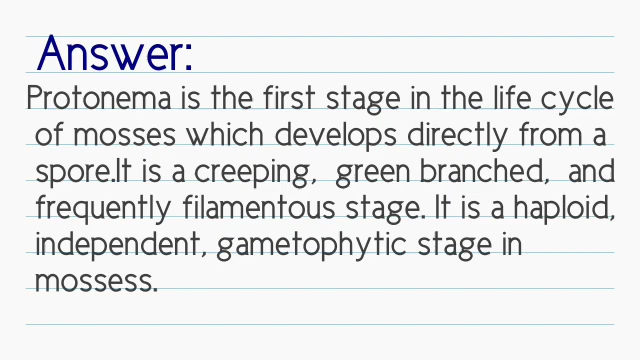 Answer:
Protonema is the first stage in the life cycle
of mosses which develops directly from a
spore.It is a creeping,  green branched,  and
frequently filamentous stage. It is a haploid,
independent, gametophytic stage in
mossess.